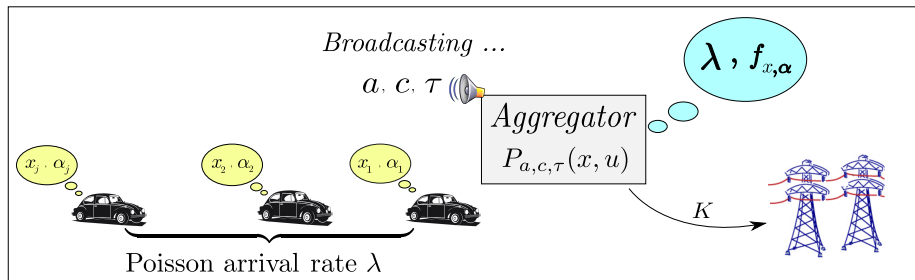 Broadcasting ...
a, c, τ
λ, f_{x,α}
Aggregator
P_{a,c,τ}(x, u)
x_j, α_j
x_2, α_2
x_1, α_1
K
Poisson arrival rate λ